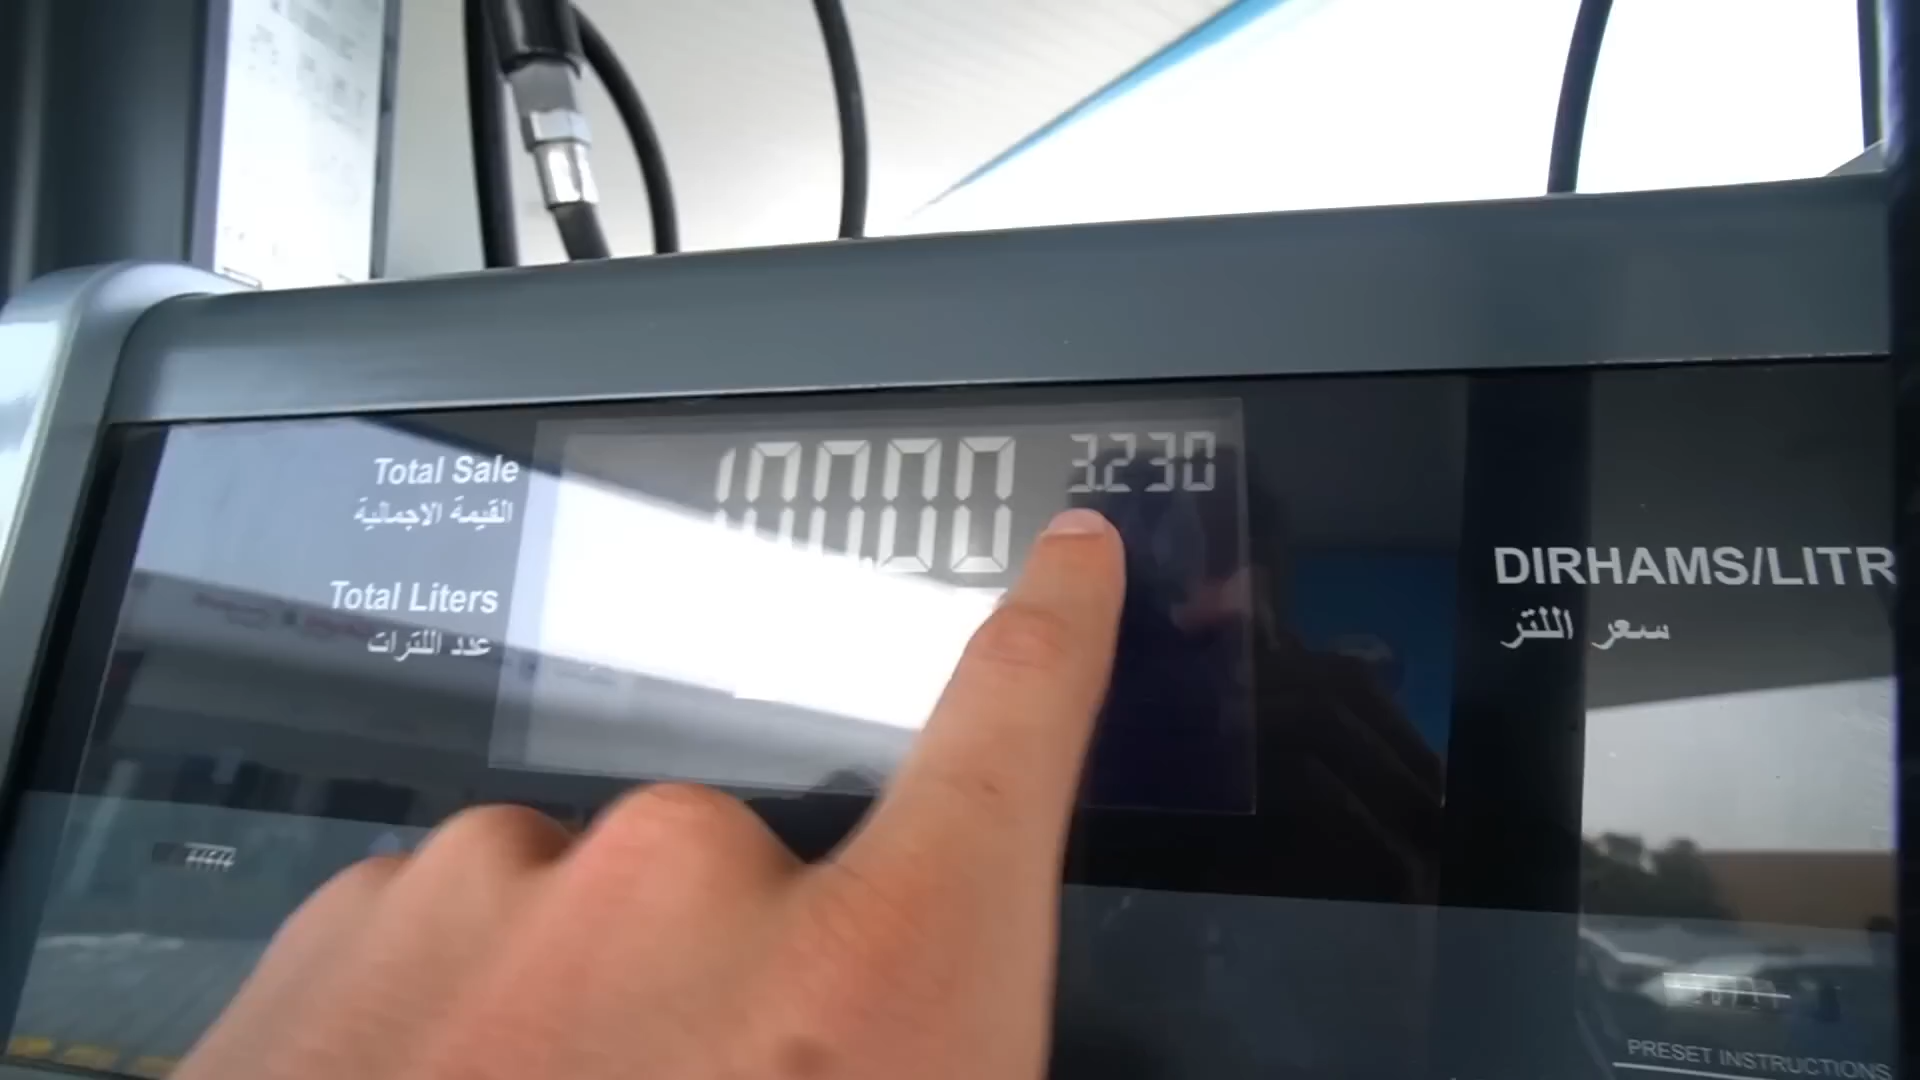 Total Sale
القيمة الاجمالية
100.00
3.230
Total Liters
عدد اللترات
DIRHAMS/LITR
سعر اللتر
PRESET INSTRUCTIONS